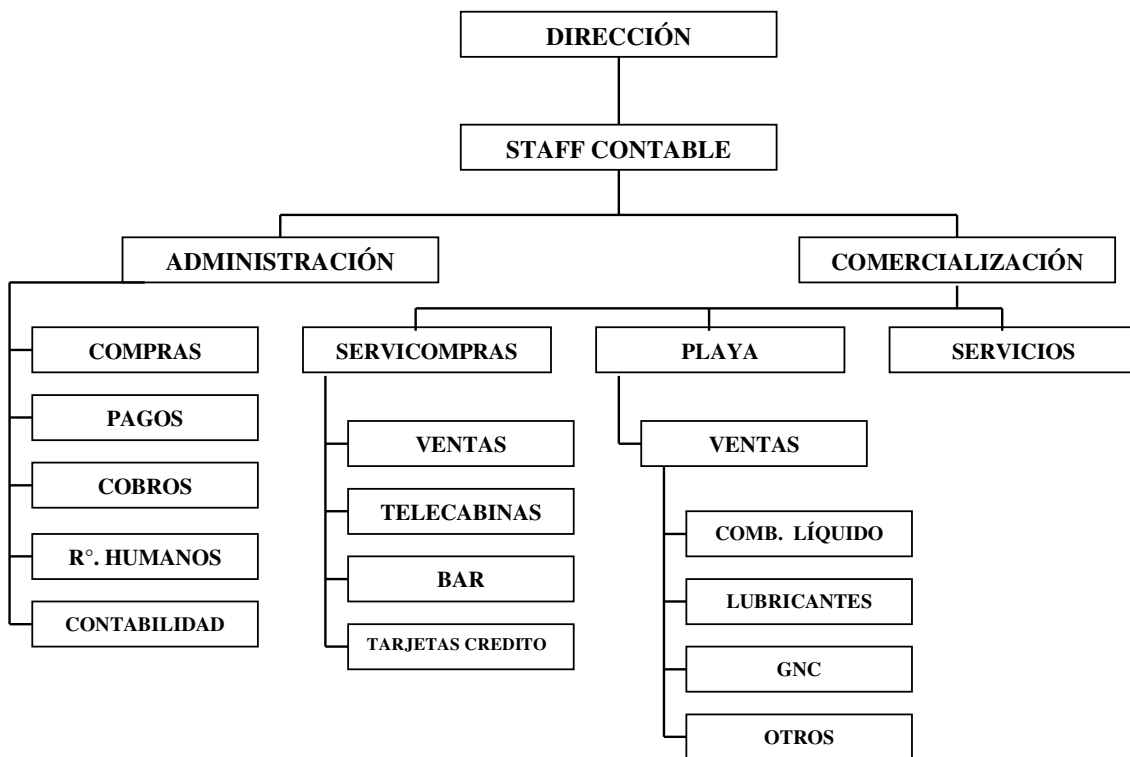 DIRECCIÓN
STAFF CONTABLE
ADMINISTRACIÓN
COMERCIALIZACIÓN
COMPRAS
PAGOS
COBROS
R°. HUMANOS
CONTABILIDAD
SERVICOMPRAS
VENTAS
TELECABINAS
BAR
TARJETAS CREDITO
PLAYA
VENTAS
COMB. LÍQUIDO
LUBRICANTES
GNC
OTROS
SERVICIOS